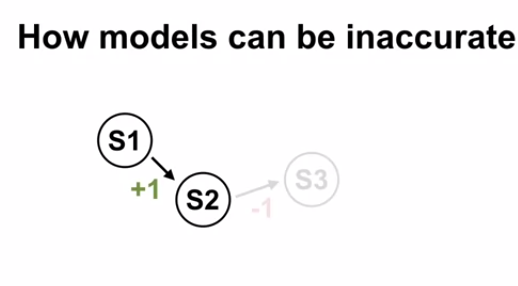 How models can be inaccurate
S1
+1
S2
S3
-1